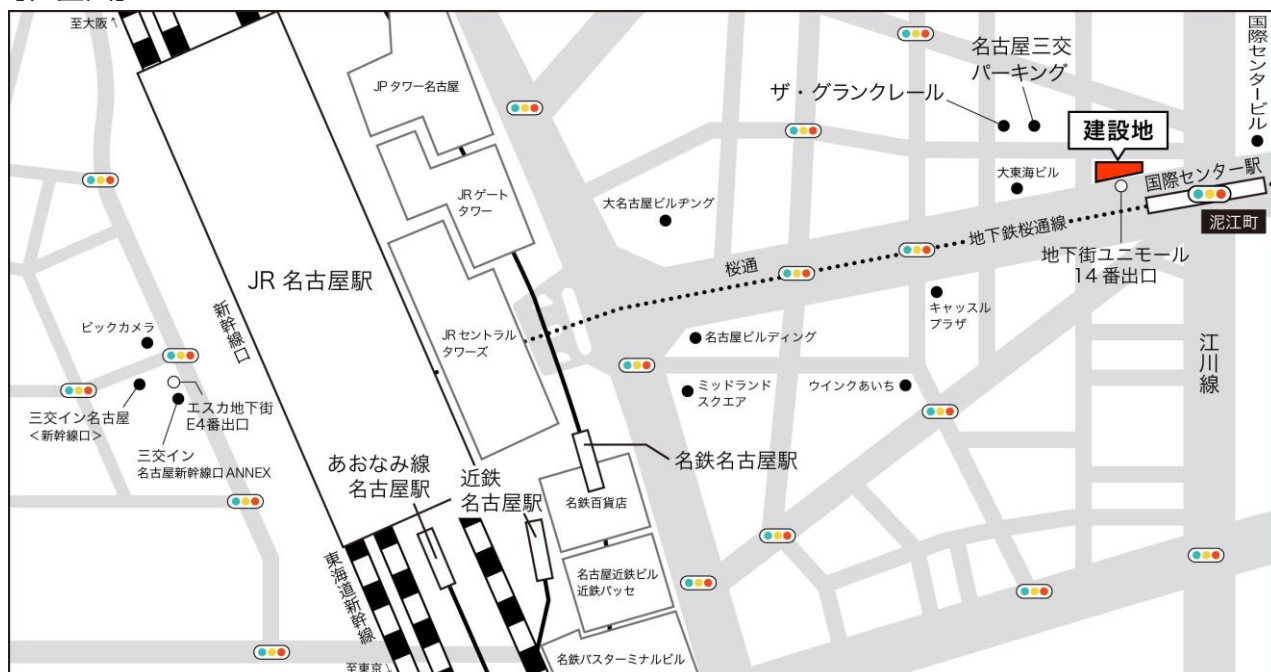 至大阪
JPタワー名古屋
JRゲート
タワー
JR 名古屋駅
新幹線口
JRセントラル
タワーズ
ビックカメラ
三交イン名古屋
<新幹線口>
エスカ地下街
E4番出口
三交イン
名古屋新幹線口ANNEX
あおなみ線
名古屋駅
近鉄
名古屋駅
名鉄名古屋駅
名鉄百貨店
名古屋近鉄ビル
近鉄パッセ
名鉄バスターミナルビル
東海道新幹線
至東京
大名古屋ビルヂング
桜通
地下鉄桜通線
名古屋ビルディング
ミッドランド
スクエア
ウインクあいち
キャッスル
プラザ
ザ・グランクレール
名古屋三交
パーキング
建設地
大東海ビル
国際センタービル
国際センター駅
泥江町
地下街ユニモール
14番出口
江川線